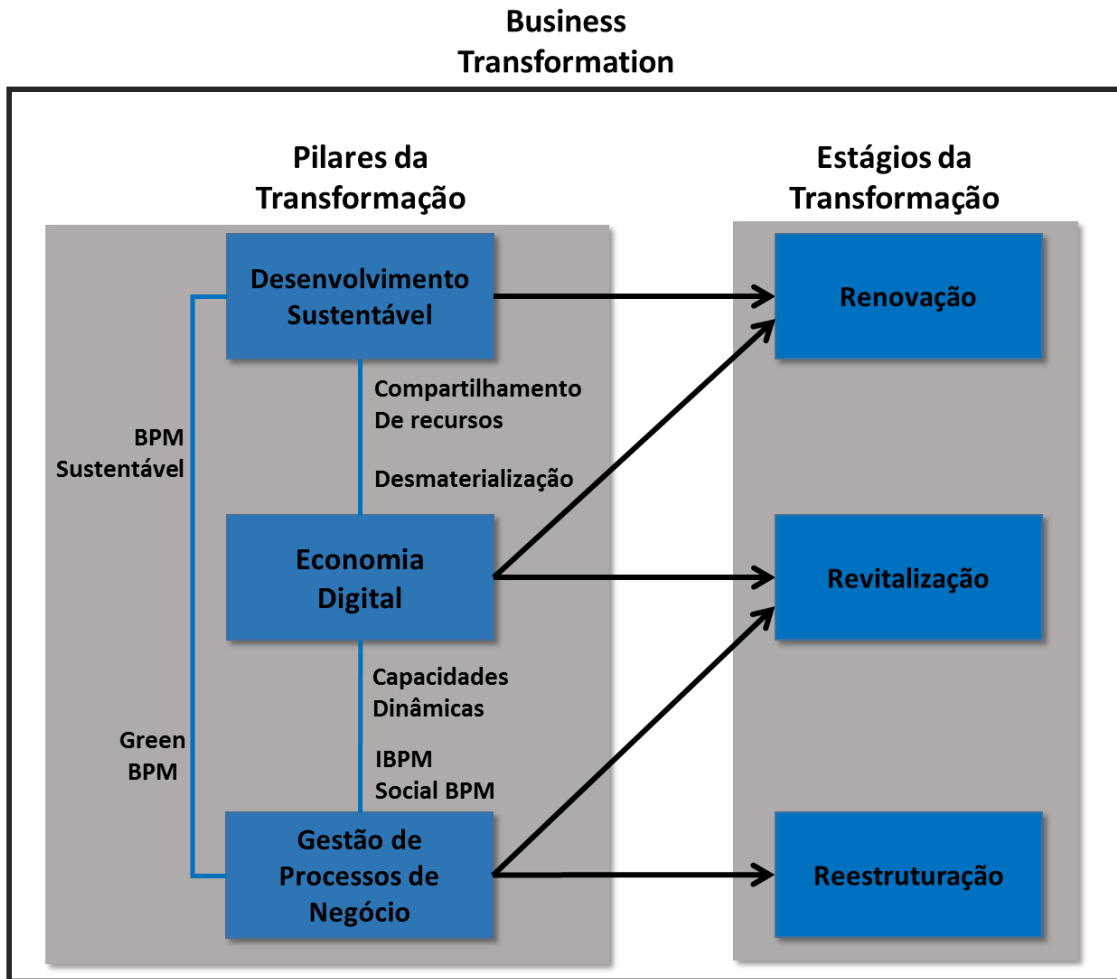 Business
Transformation
Pilares da
Transformação
Estágios da
Transformação
Desenvolvimento
Sustentável
Renovação
Compartilhamento
De recursos
BPM
Sustentável
Desmaterialização
Economia
Digital
Revitalização
Capacidades
Dinâmicas
Green
BPM
IBPM
Social BPM
Gestão de
Processos de
Negócio
Reestruturação